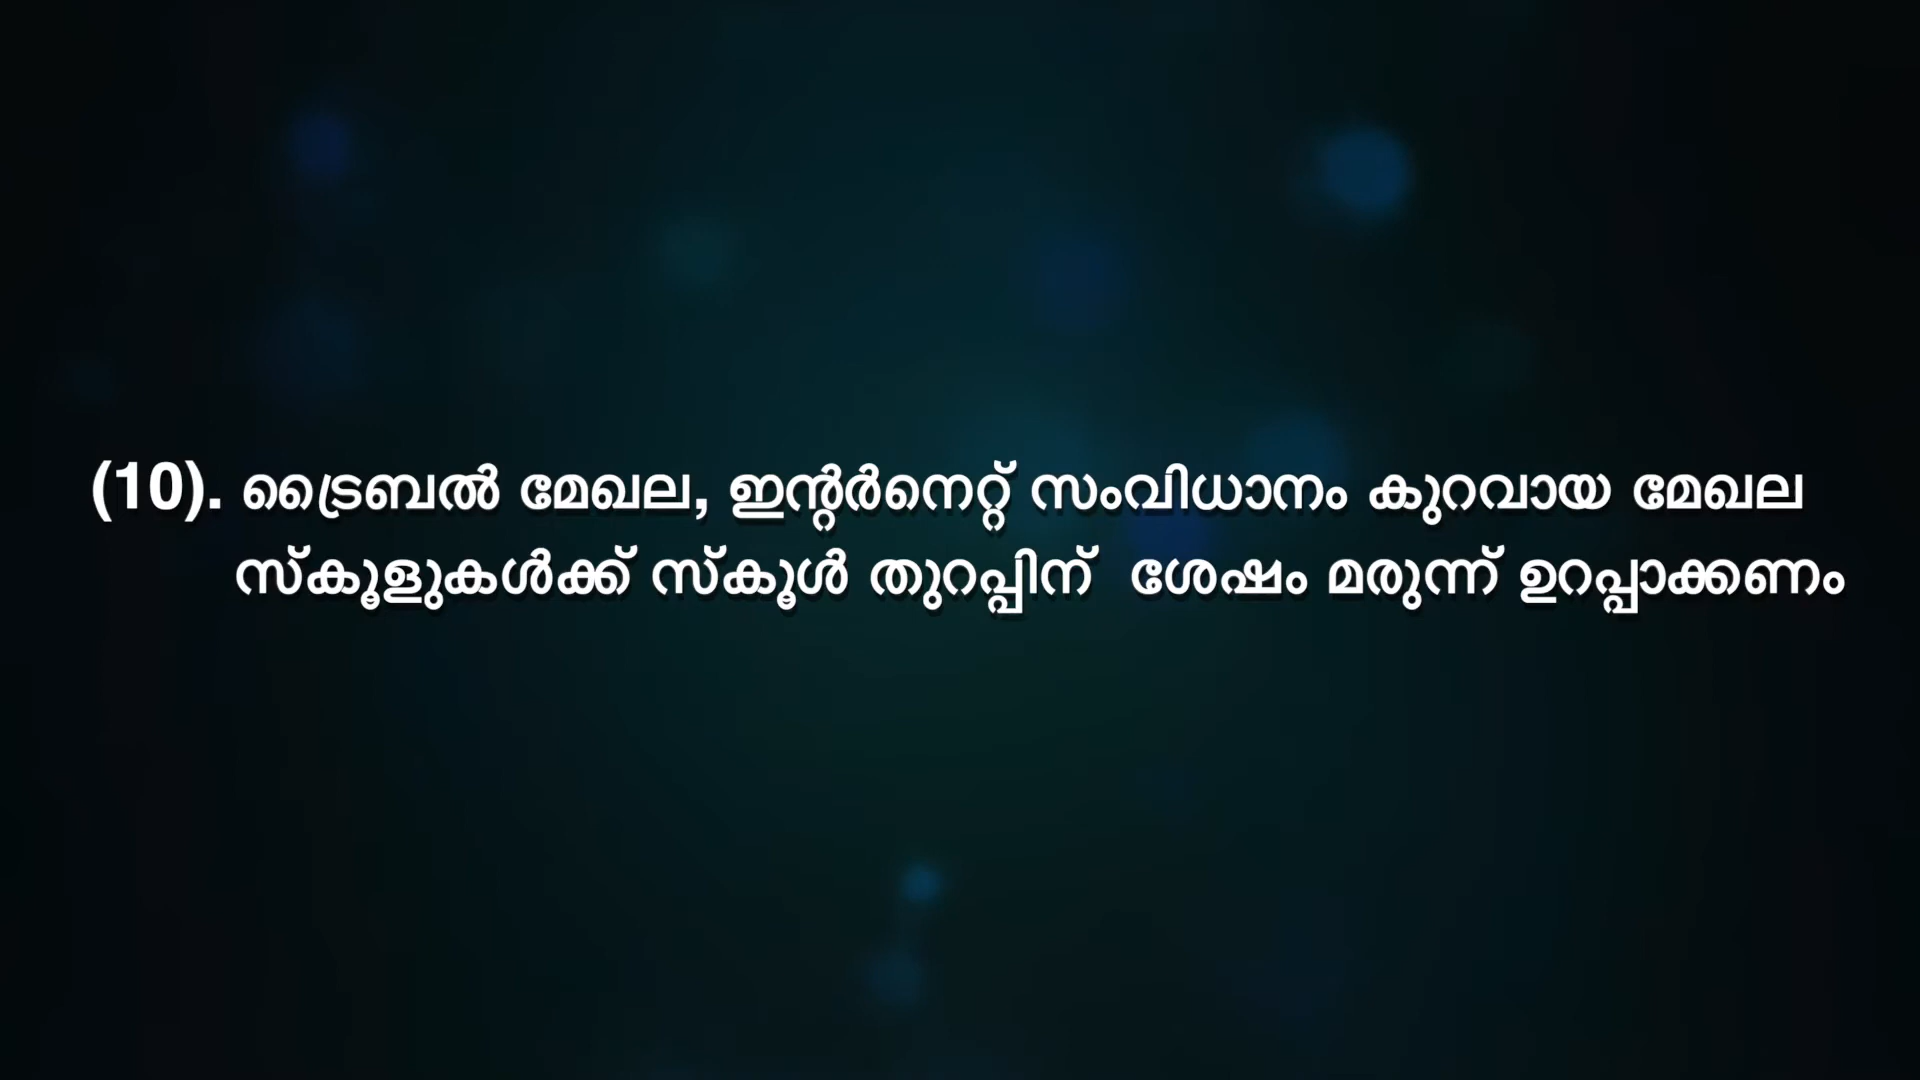 (10). ട്രൈബൽ മേഖല, ഇന്റർനെറ്റ് സംവിധാനം കുറവായ മേഖല
സ്കൂളുകൾക്ക് സ്കൂൾ തുറപ്പിന് ശേഷം മരുന്ന് ഉറപ്പാക്കണം